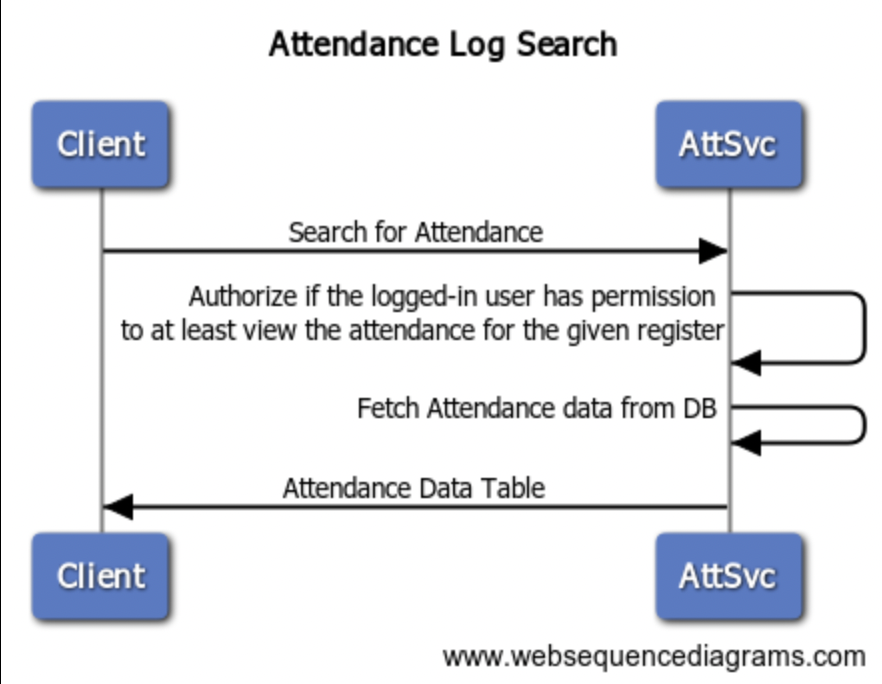 Attendance Log Search
Client
AttSvc
Search for Attendance
Authorize if the logged-in user has permission
to at least view the attendance for the given register
Fetch Attendance data from DB
Attendance Data Table
Client
AttSvc
www.websequencediagrams.com